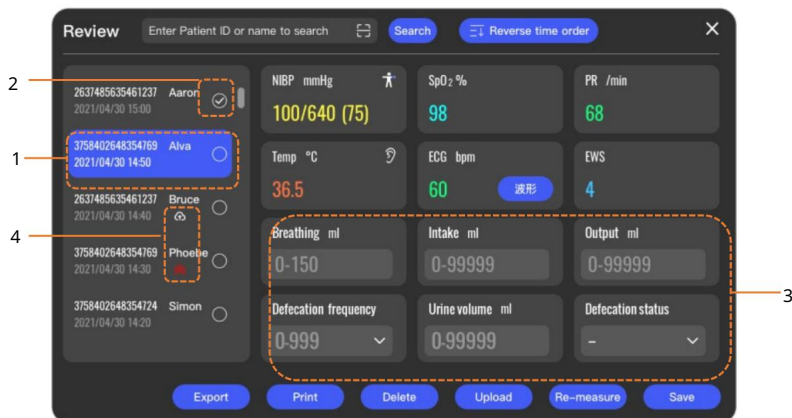 Review
Enter Patient ID or name to search
Search
Reverse time order
2637485635461237 Aaron
2021/04/30 15:00
3758402648354769 Alva
2021/04/30 14:50
2637485635461237 Bruce
2021/04/30 14:40
3758402648354769 Phoebe
2021/04/30 14:30
3758402648354724 Simon
2021/04/30 14:20
NIBP mmHg
100/640 (75)
SpO₂ %
98
PR /min
68
Temp °C
36.5
ECG bpm
60
波形
EWS
4
Breathing ml
0-150
Intake ml
0-99999
Output ml
0-99999
Defecation frequency
0-999
Urine volume ml
0-99999
Defecation status
-
Export
Print
Delete
Upload
Re-measure
Save
2
1
4
3